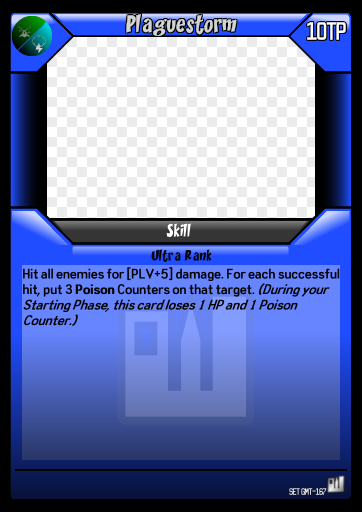 Plaguestorm
10TP
Skill
Ultra Rank
Hit all enemies for [PLV+5] damage. For each successful
hit, put 3 Poison Counters on that target. (During your
Starting Phase, this card loses 1 HP and 1 Poison
Counter.)
SET GMT-167